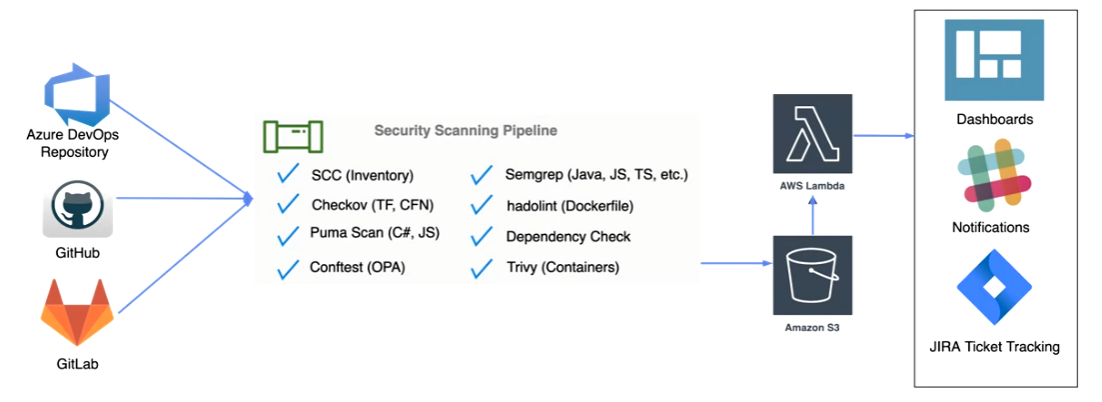 Azure DevOps
Repository
GitHub
GitLab
Security Scanning Pipeline
SCC (Inventory)
Checkov (TF, CFN)
Puma Scan (C#, JS)
Conftest (OPA)
Semgrep (Java, JS, TS, etc.)
hadolint (Dockerfile)
Dependency Check
Trivy (Containers)
AWS Lambda
Amazon S3
Dashboards
Notifications
JIRA Ticket Tracking